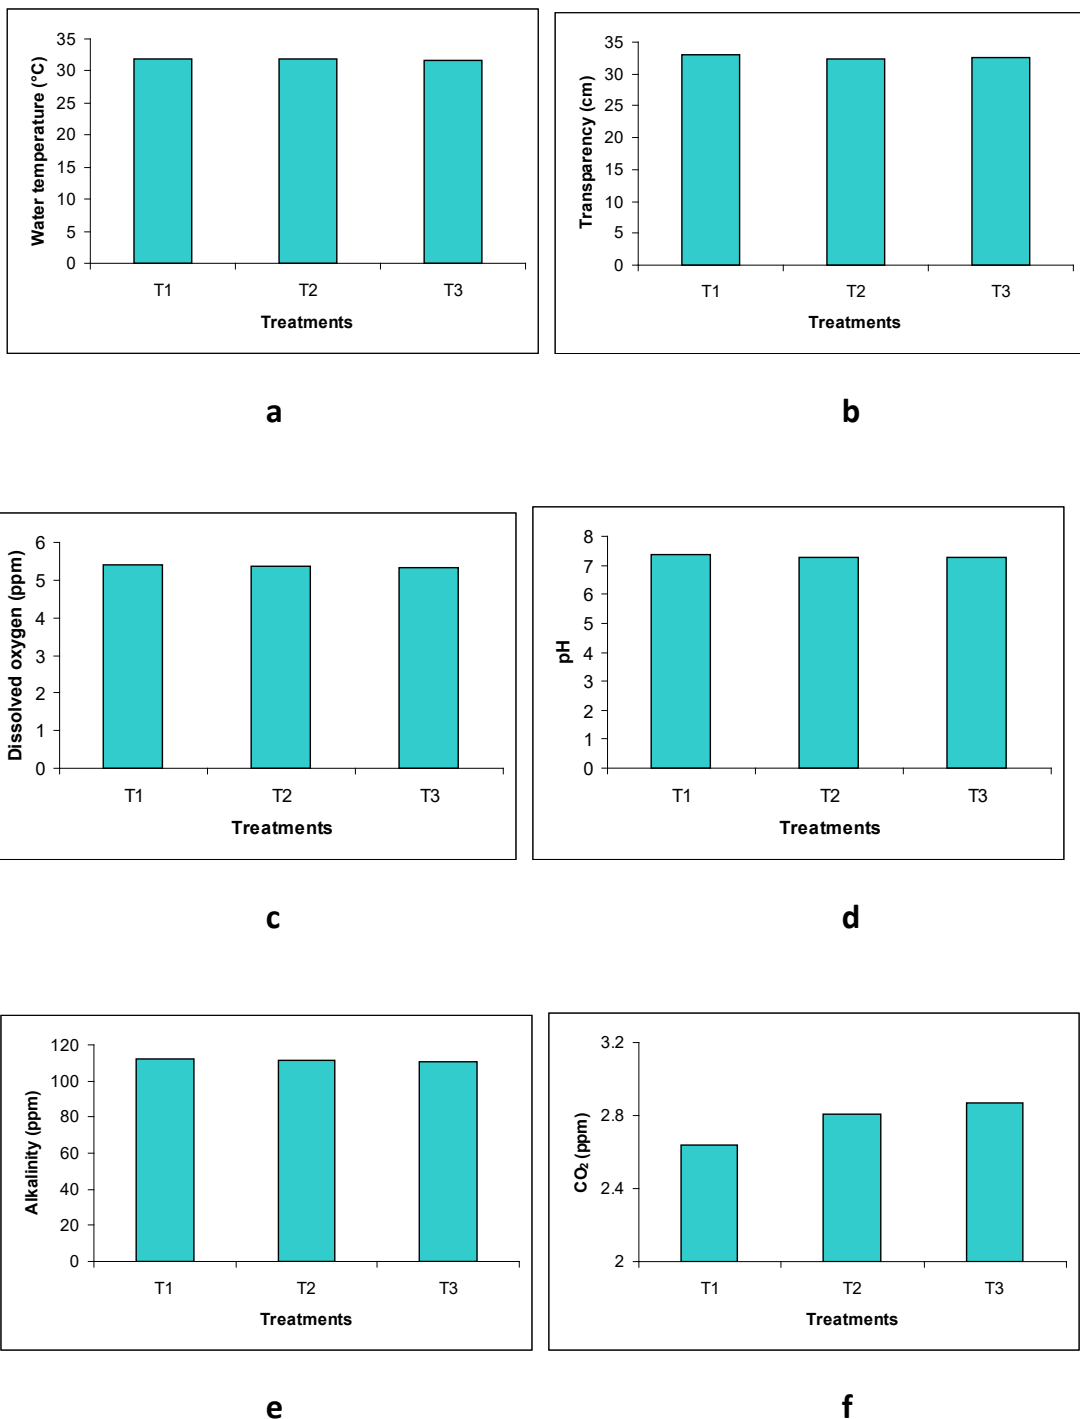 35
30
25
20
15
10
5
0
Water temperature (°C)
T1 T2 T3
Treatments
35
30
25
20
15
10
5
0
Transparency (cm)
T1 T2 T3
Treatments
a b
6
5
4
3
2
1
0
Dissolved oxygen (ppm)
T1 T2 T3
Treatments
8
7
6
5
4
3
2
1
0
pH
T1 T2 T3
Treatments
c d
120
100
80
60
40
20
0
Alkalinity (ppm)
T1 T2 T3
Treatments
3.2
2.8
2.4
2
CO₂ (ppm)
T1 T2 T3
Treatments
e f